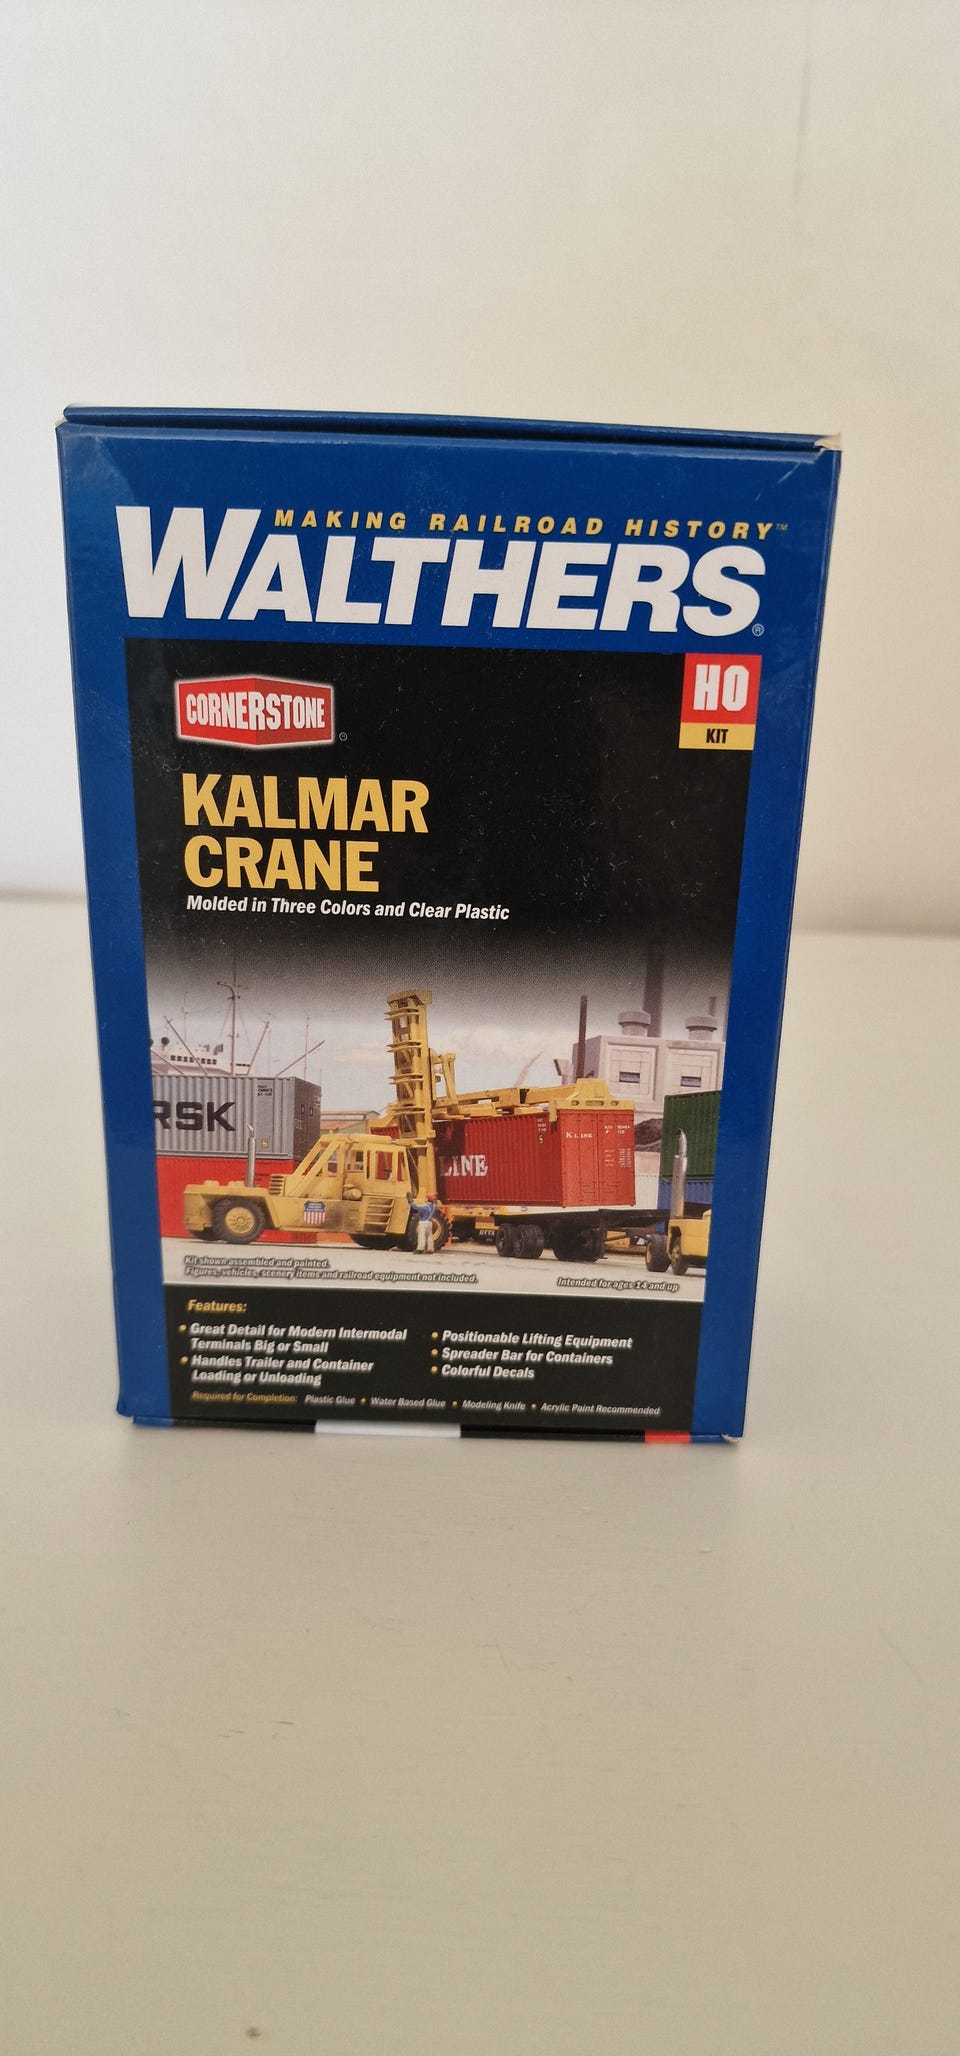 MAKING RAILROAD HISTORY™
WALTHERS®
CORNERSTONE®
HO
KIT
KALMAR
CRANE
Molded in Three Colors and Clear Plastic
RSK
LINE
K LINE
Kit shown assembled and painted.
Figures, vehicles, scenery items and railroad equipment not included.
Intended for ages 14 and up
Features:
• Great Detail for Modern Intermodal
Terminals Big or Small
• Handles Trailer and Container
Loading or Unloading
• Positionable Lifting Equipment
• Spreader Bar for Containers
• Colorful Decals
Required for Completion: Plastic Glue • Water Based Glue • Modeling Knife • Acrylic Paint Recommended